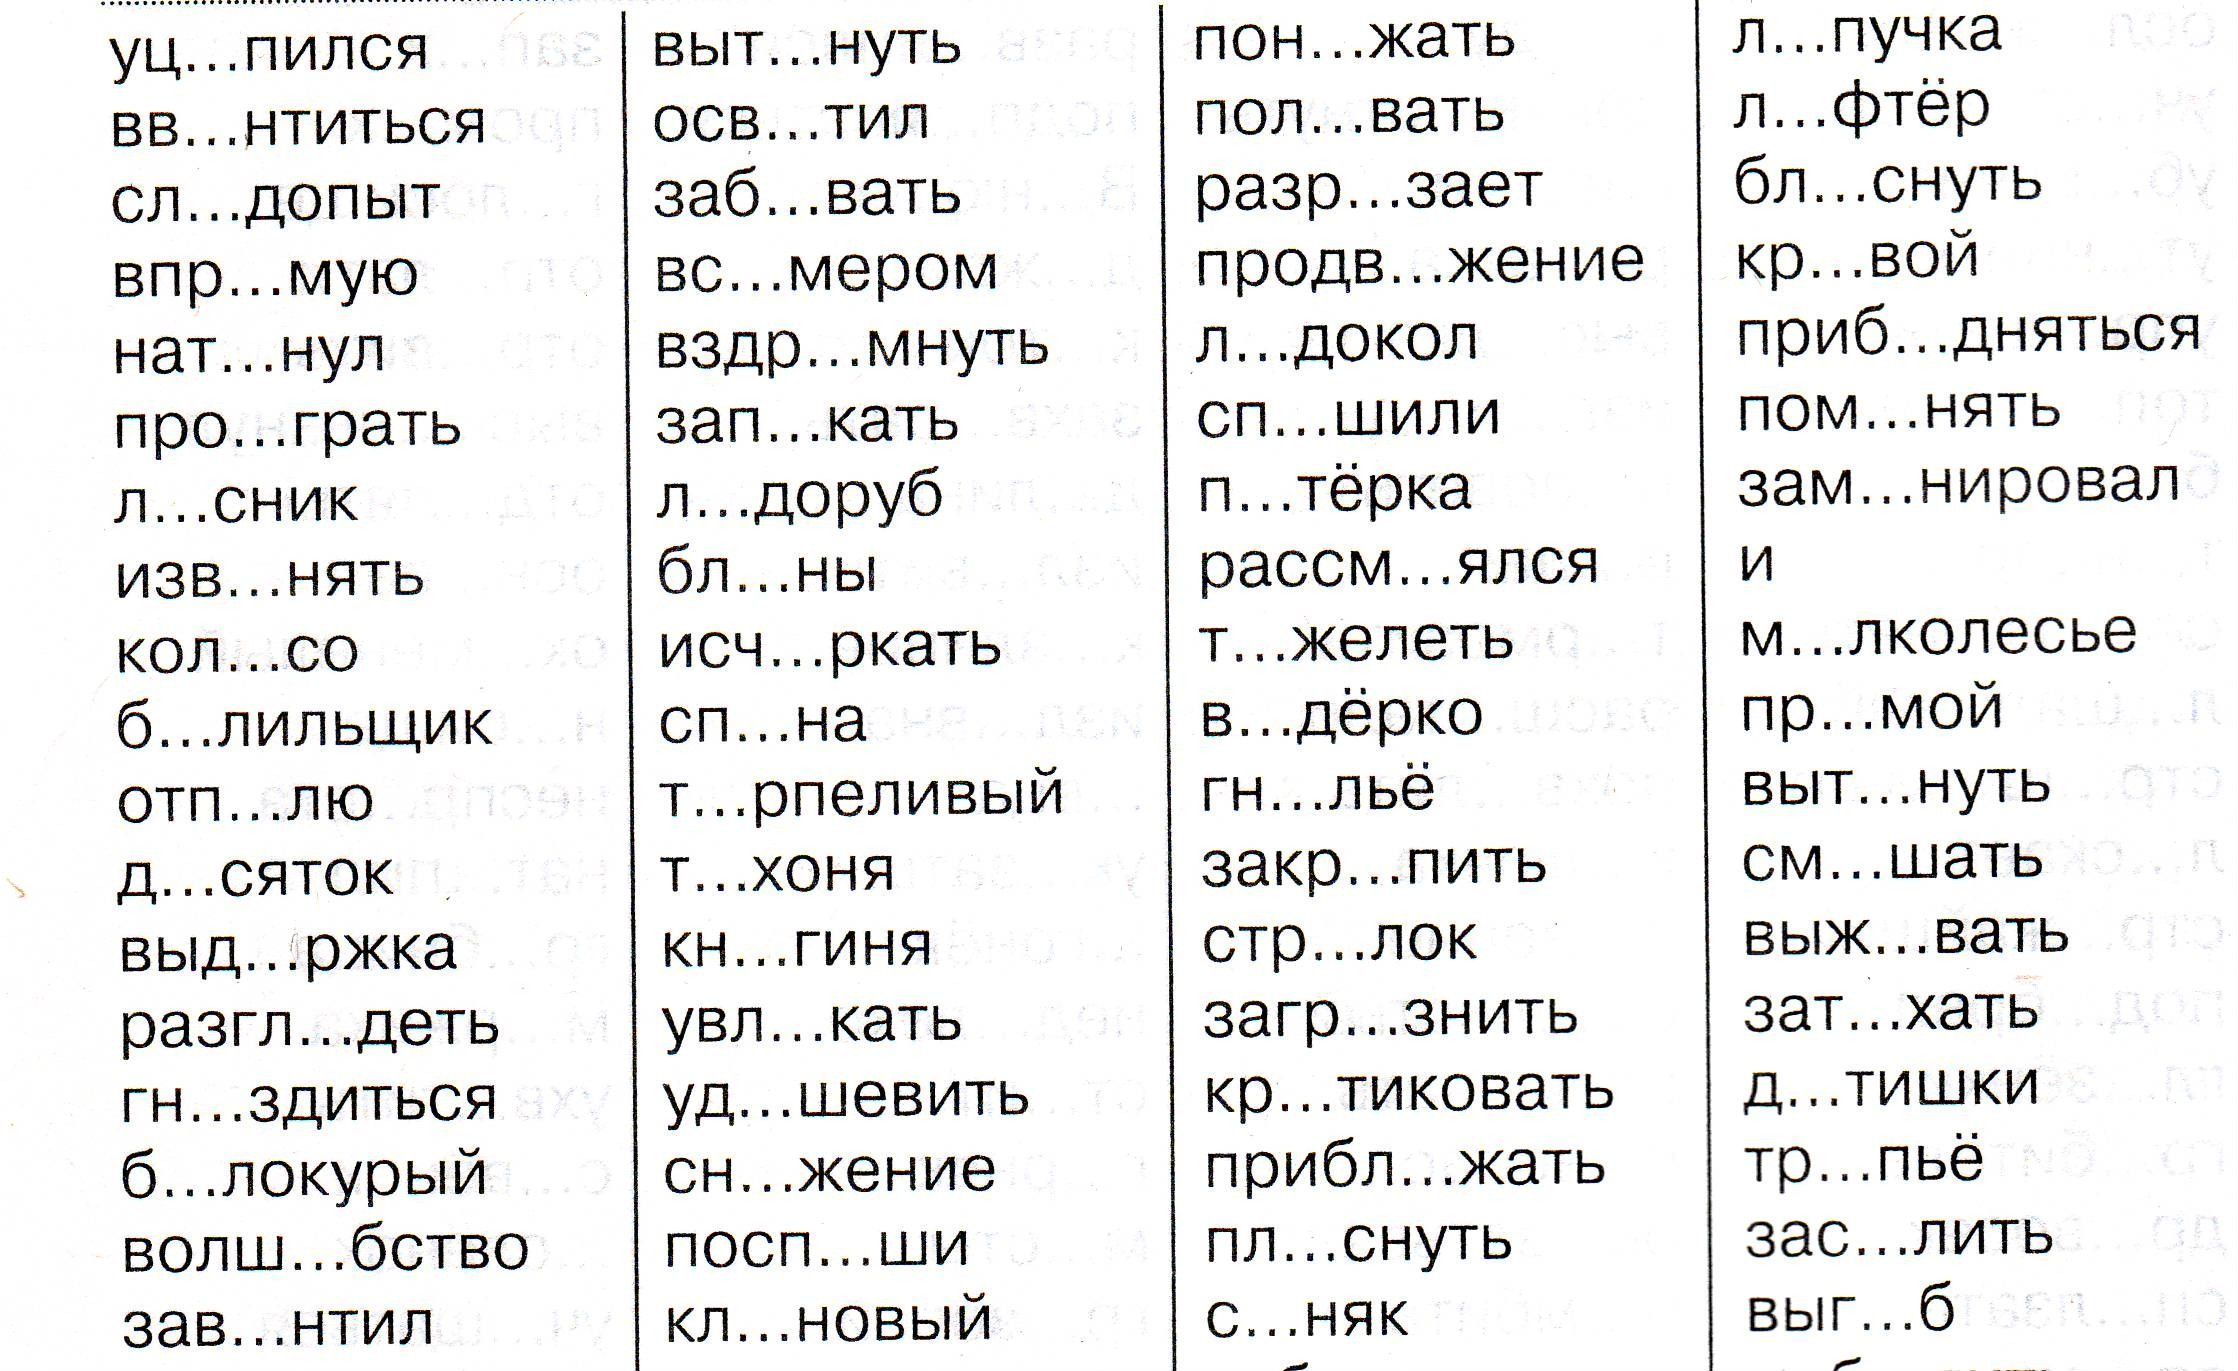 уц...пился
вв...нтиться
сл...допыт
впр...мую
нат...нул
про...грать
л...сник
изв...нять
кол...со
б...лильщик
отп...лю
д...сяток
выд...ржка
разгл...деть
гн...здиться
б...локурый
волш...бство
зав...нтил
выт...нуть
осв...тил
заб...вать
вс...мером
вздр...мнуть
зап...кать
л...доруб
бл...ны
исч...ркать
сп...на
т...рпеливый
т...хоня
кн...гиня
увл...кать
уд...шевить
сн...жение
посп...ши
кл...новый
пон...жать
пол...вать
разр...зает
продв...жение
л...докол
сп...шили
п...тёрка
рассм...ялся
т...желеть
в...дёрко
гн...льё
закр...пить
стр...лок
загр...знить
кр...тиковать
прибл...жать
пл...снуть
с...няк
л...пучка
л...фтёр
бл...снуть
кр...вой
приб...дняться
пом...нять
зам...нировал
и
м...лколесье
пр...мой
выт...нуть
см...шать
выж...вать
зат...хать
д...тишки
тр...пьё
зас...лить
выг...б